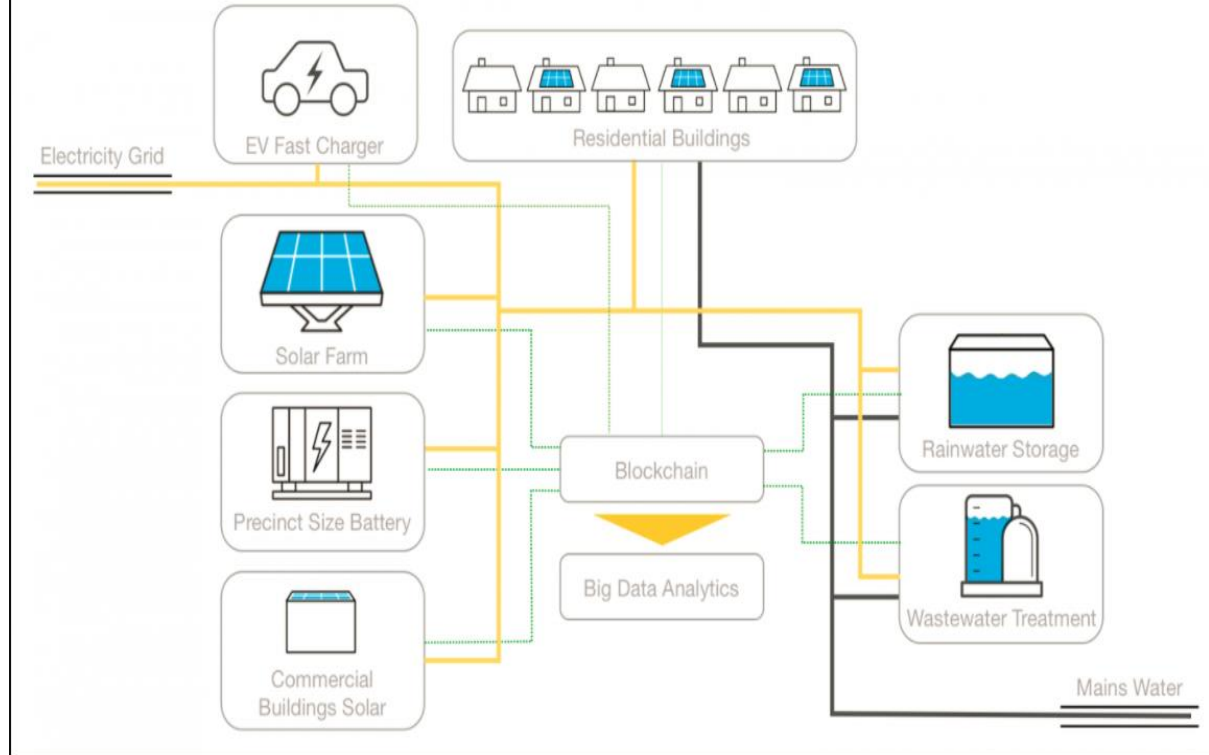 EV Fast Charger
Residential Buildings
Electricity Grid
Solar Farm
Rainwater Storage
Blockchain
Precinct Size Battery
Big Data Analytics
Wastewater Treatment
Commercial
Buildings Solar
Mains Water